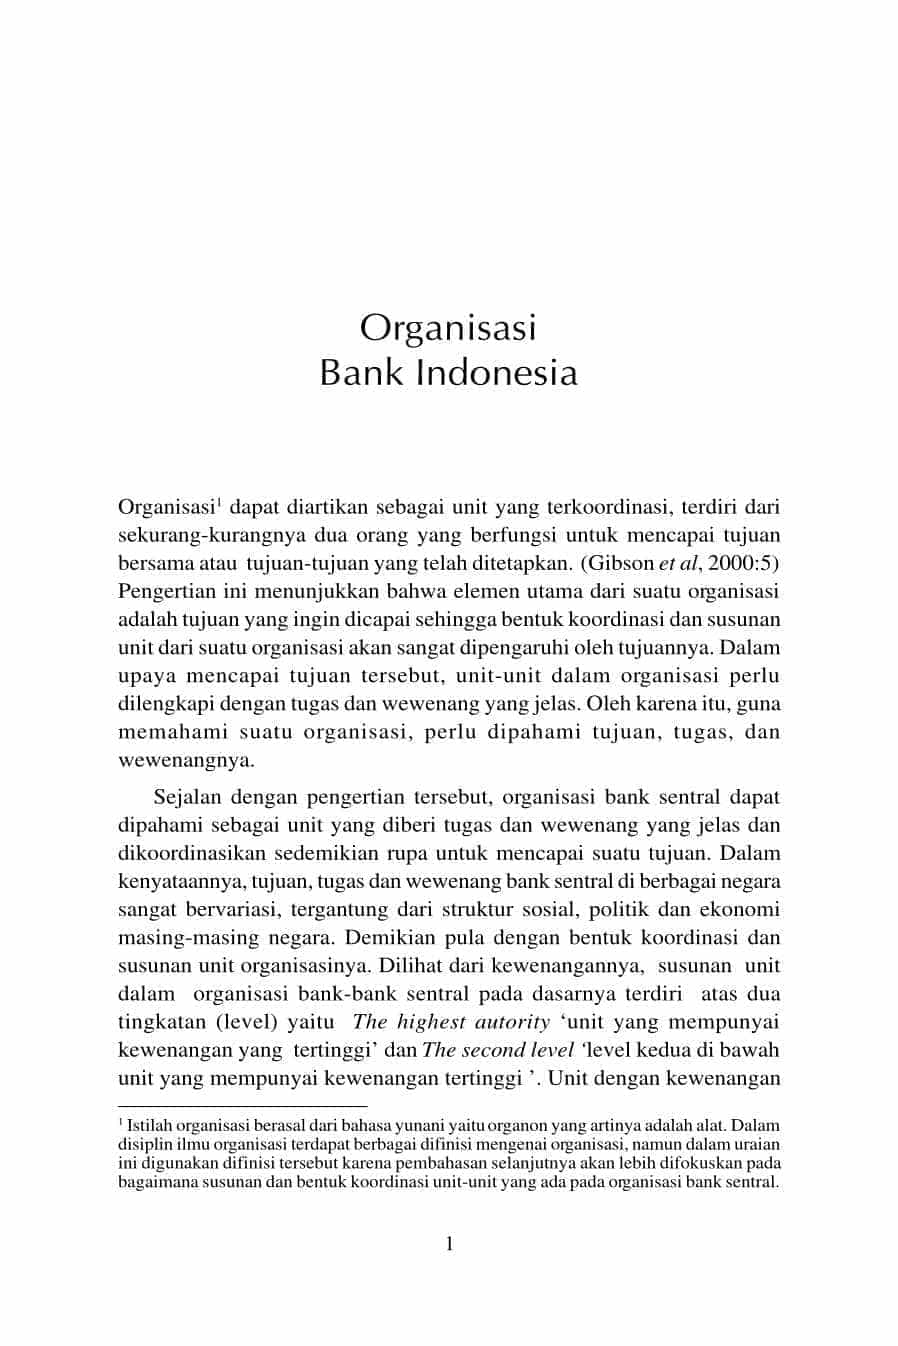 Organisasi
Bank Indonesia
Organisasi¹ dapat diartikan sebagai unit yang terkoordinasi, terdiri dari
sekurang-kurangnya dua orang yang berfungsi untuk mencapai tujuan
bersama atau tujuan-tujuan yang telah ditetapkan. (Gibson et al, 2000:5)
Pengertian ini menunjukkan bahwa elemen utama dari suatu organisasi
adalah tujuan yang ingin dicapai sehingga bentuk koordinasi dan susunan
unit dari suatu organisasi akan sangat dipengaruhi oleh tujuannya. Dalam
upaya mencapai tujuan tersebut, unit-unit dalam organisasi perlu
dilengkapi dengan tugas dan wewenang yang jelas. Oleh karena itu, guna
memahami suatu organisasi, perlu dipahami tujuan, tugas, dan
wewenangnya.
Sejalan dengan pengertian tersebut, organisasi bank sentral dapat
dipahami sebagai unit yang diberi tugas dan wewenang yang jelas dan
dikoordinasikan sedemikian rupa untuk mencapai suatu tujuan. Dalam
kenyataannya, tujuan, tugas dan wewenang bank sentral di berbagai negara
sangat bervariasi, tergantung dari struktur sosial, politik dan ekonomi
masing-masing negara. Demikian pula dengan bentuk koordinasi dan
susunan unit organisasinya. Dilihat dari kewenangannya, susunan unit
dalam organisasi bank-bank sentral pada dasarnya terdiri atas dua
tingkatan (level) yaitu The highest autority ‘unit yang mempunyai
kewenangan yang tertinggi’ dan The second level ‘level kedua di bawah
unit yang mempunyai kewenangan tertinggi ’. Unit dengan kewenangan
¹ Istilah organisasi berasal dari bahasa yunani yaitu organon yang artinya adalah alat. Dalam
disiplin ilmu organisasi terdapat berbagai difinisi mengenai organisasi, namun dalam uraian
ini digunakan difinisi tersebut karena pembahasan selanjutnya akan lebih difokuskan pada
bagaimana susunan dan bentuk koordinasi unit-unit yang ada pada organisasi bank sentral.
1